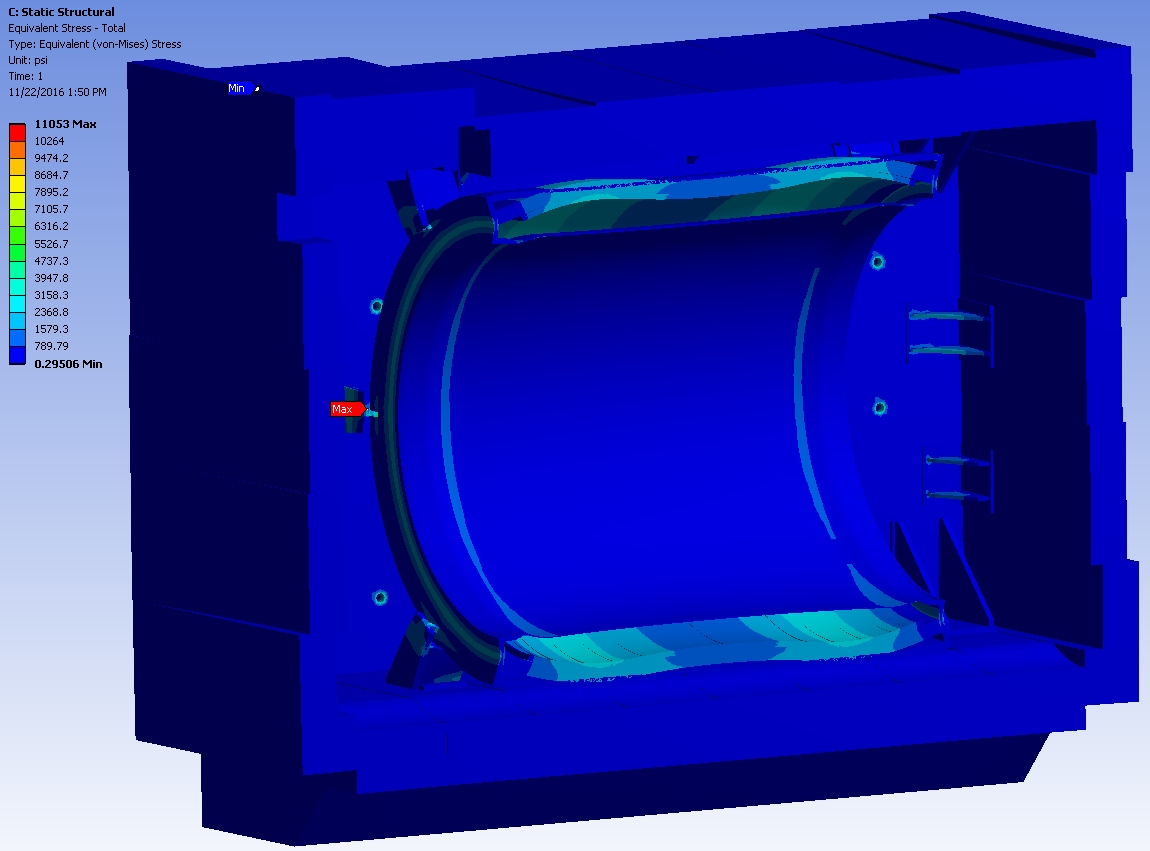 C: Static Structural
Equivalent Stress - Total
Type: Equivalent (von-Mises) Stress
Unit: psi
Time: 1
11/22/2016 1:50 PM
Min
11053 Max
10264
9474.2
8684.7
7895.2
7105.7
6316.2
5526.7
4737.3
3947.8
3158.3
2368.8
1579.3
789.79
0.29506 Min
Max